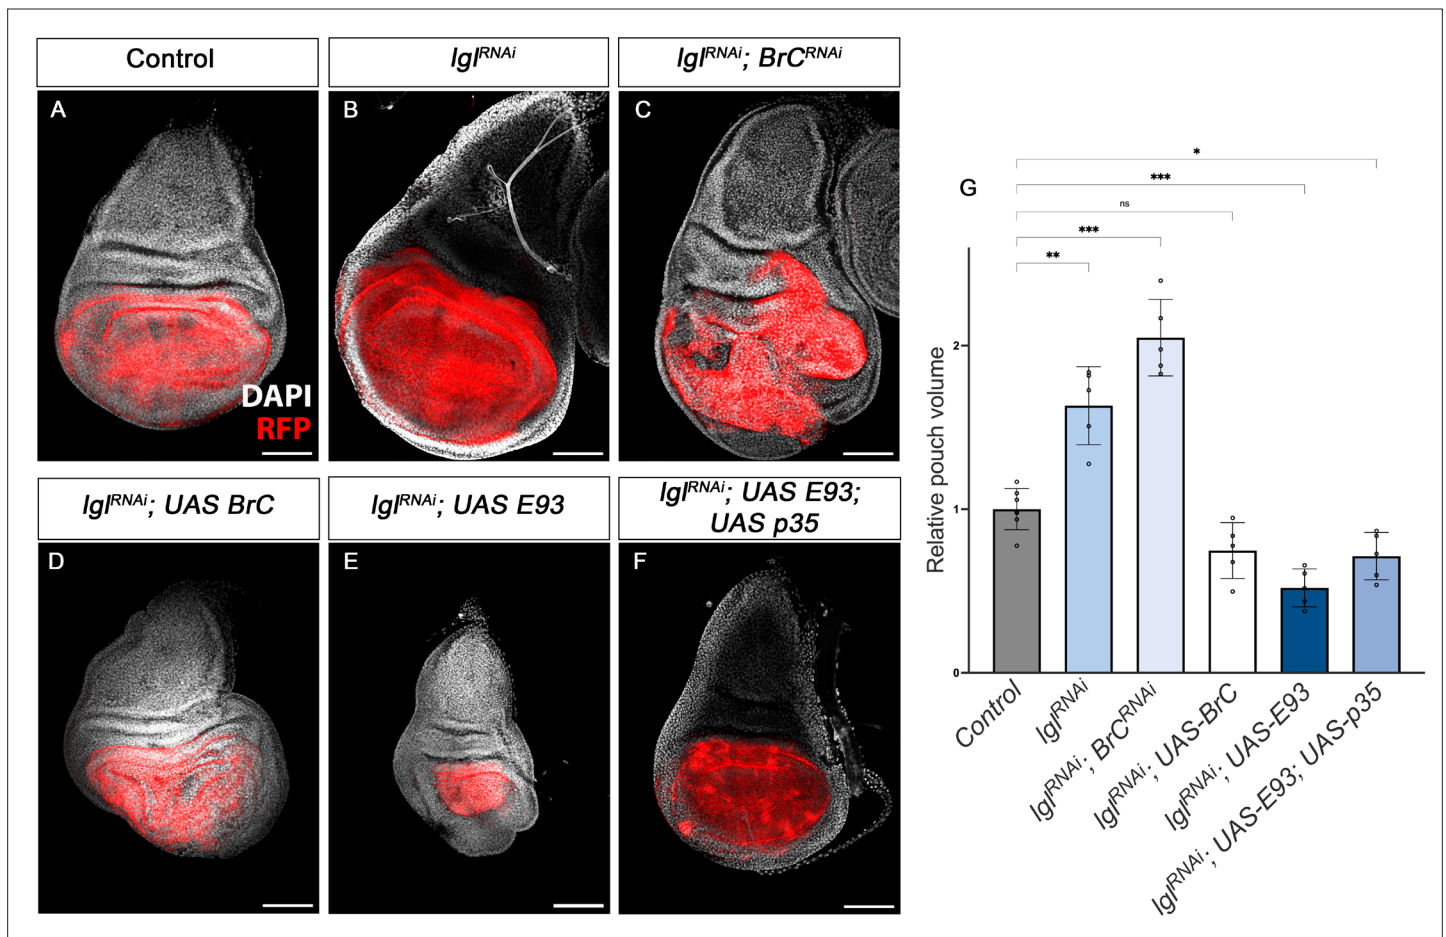 Control
lgl^RNAi
lgl^RNAi; BrC^RNAi
A
B
C
DAPI
RFP
lgl^RNAi; UAS BrC
lgl^RNAi; UAS E93
lgl^RNAi; UAS E93;
UAS p35
D
E
F
G
*
***
ns
***
**
Relative pouch volume
2
1
0
Control
lgl^RNAi
lgl^RNAi; BrC^RNAi
lgl^RNAi; UAS-BrC
lgl^RNAi; UAS-E93
lgl^RNAi; UAS-E93; UAS-p35